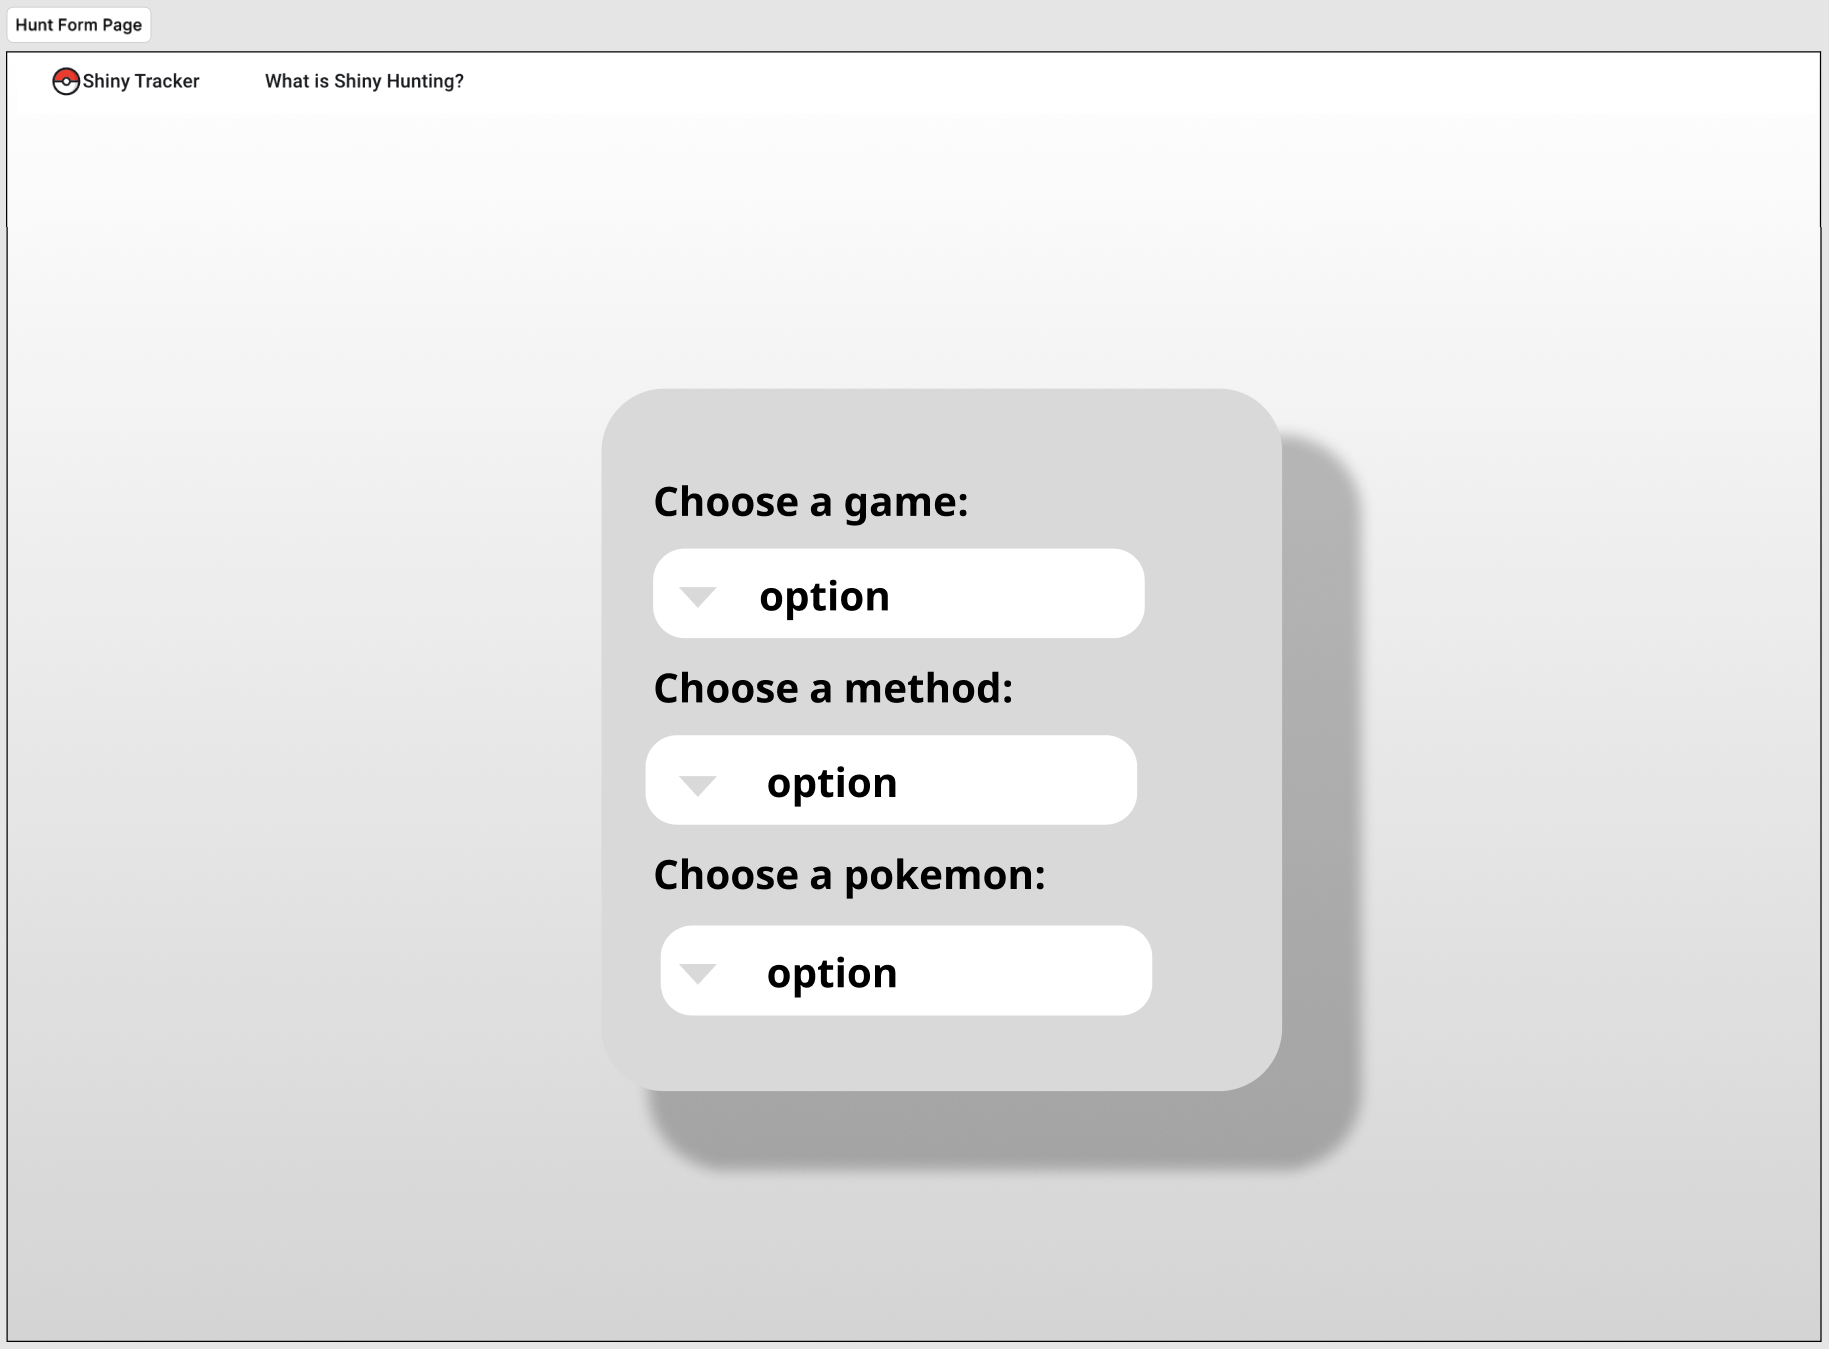 Hunt Form Page
Shiny Tracker What is Shiny Hunting?
Choose a game:
option
Choose a method:
option
Choose a pokemon:
option